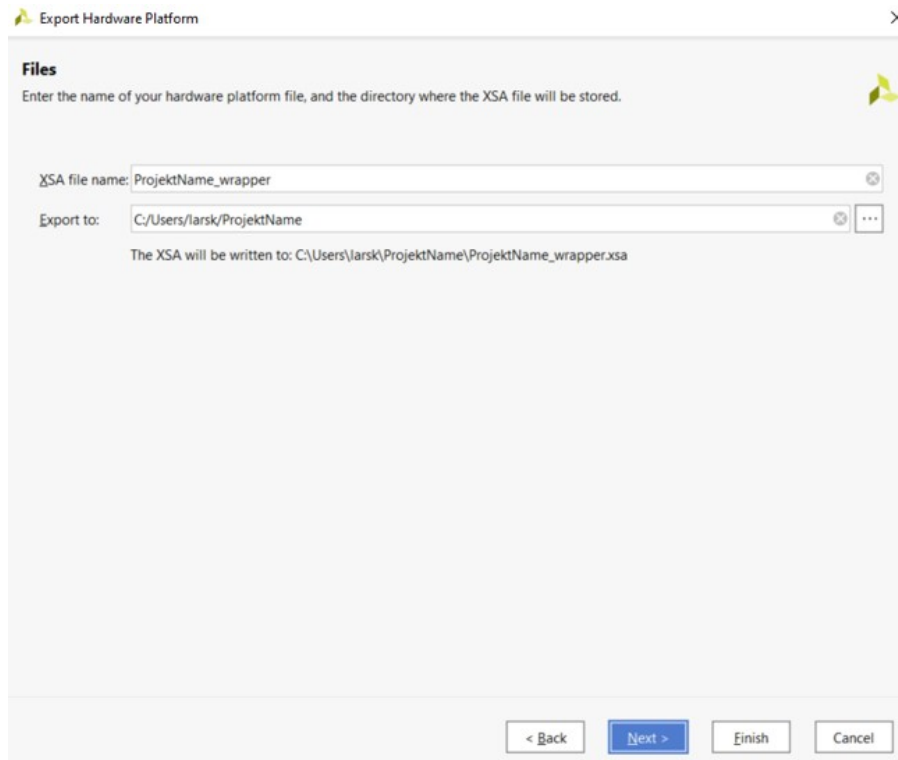 Export Hardware Platform
Files
Enter the name of your hardware platform file, and the directory where the XSA file will be stored.
XSA file name: ProjektName_wrapper
Export to: C:/Users/larsk/ProjektName
The XSA will be written to: C:\Users\larsk\ProjektName\ProjektName_wrapper.xsa
< Back Next > Finish Cancel